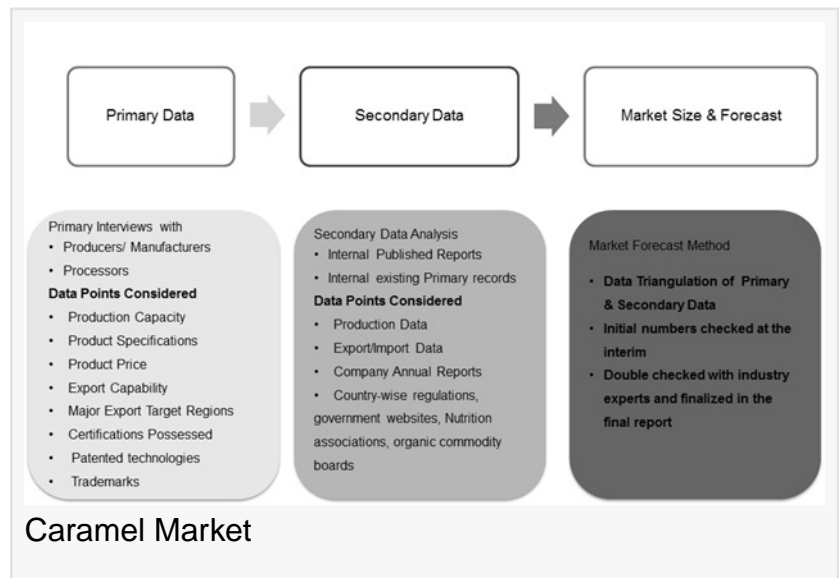 Primary Data
Secondary Data
Market Size & Forecast
Primary Interviews with
• Producers/ Manufacturers
• Processors
Data Points Considered
• Production Capacity
• Product Specifications
• Product Price
• Export Capability
• Major Export Target Regions
• Certifications Possessed
• Patented technologies
• Trademarks
Secondary Data Analysis
• Internal Published Reports
• Internal existing Primary records
Data Points Considered
• Production Data
• Export/Import Data
• Company Annual Reports
• Country-wise regulations,
government websites, Nutrition
associations, organic commodity
boards
Market Forecast Method
• Data Triangulation of Primary
& Secondary Data
• Initial numbers checked at the
interim
• Double checked with industry
experts and finalized in the
final report
Caramel Market